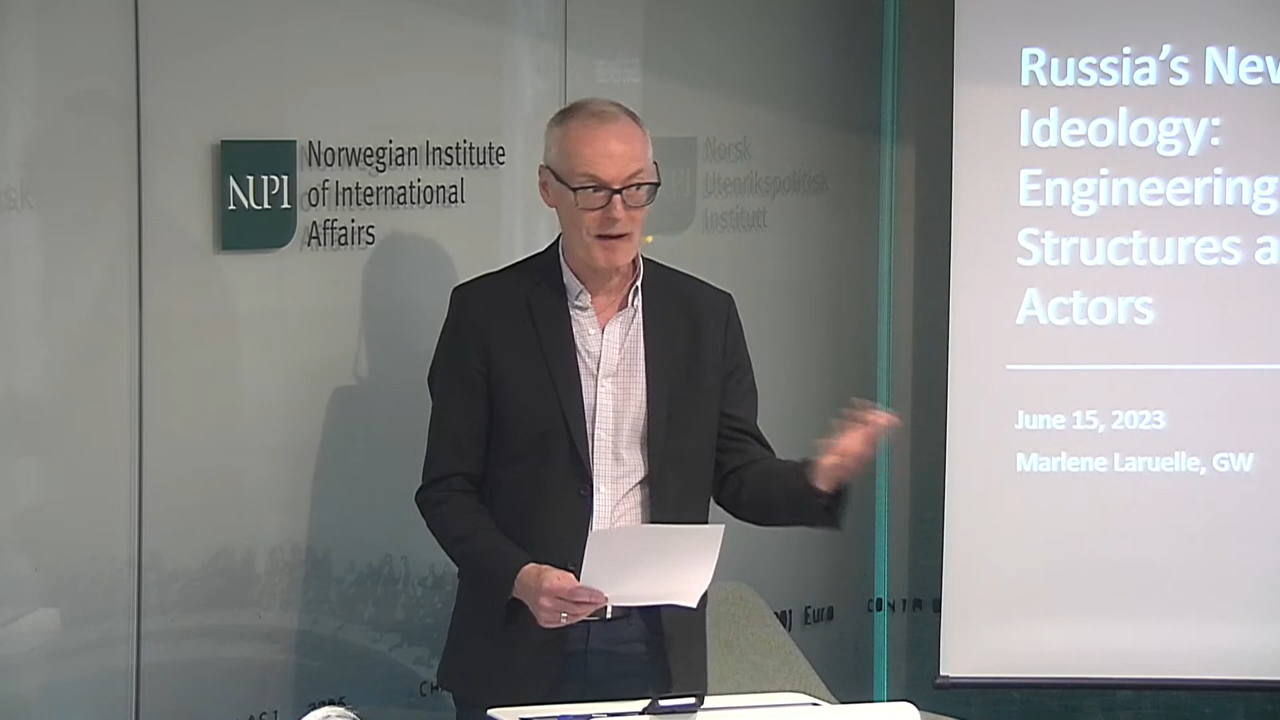 NUPI
Norwegian Institute
of International
Affairs
Norsk
Utenrikspolitisk
Institutt
Russia's New
Ideology:
Engineering
Structures a
Actors
June 15, 2023
Marlene Laruelle, GW
Euro